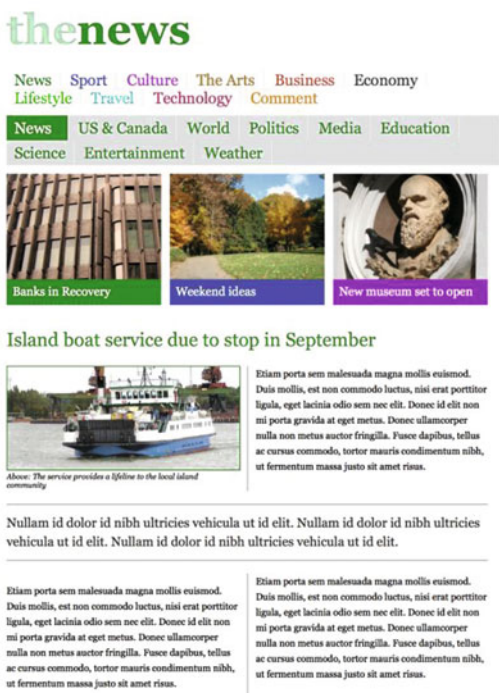 thenews
News Sport Culture The Arts Business Economy
Lifestyle Travel Technology Comment
News US & Canada World Politics Media Education
Science Entertainment Weather
Banks in Recovery
Weekend ideas
New museum set to open
Island boat service due to stop in September
Above: The service provides a lifeline to the local island
community
Etiam porta sem malesuada magna mollis euismod.
Duis mollis, est non commodo luctus, nisi erat porttitor
ligula, eget lacinia odio sem nec elit. Donec id elit non
mi porta gravida at eget metus. Donec ullamcorper
nulla non metus auctor fringilla. Fusce dapibus, tellus
ac cursus commodo, tortor mauris condimentum nibh,
ut fermentum massa justo sit amet risus.
Nullam id dolor id nibh ultricies vehicula ut id elit. Nullam id dolor id nibh ultricies
vehicula ut id elit. Nullam id dolor id nibh ultricies vehicula ut id elit.
Etiam porta sem malesuada magna mollis euismod.
Duis mollis, est non commodo luctus, nisi erat porttitor
ligula, eget lacinia odio sem nec elit. Donec id elit non
mi porta gravida at eget metus. Donec ullamcorper
nulla non metus auctor fringilla. Fusce dapibus, tellus
ac cursus commodo, tortor mauris condimentum nibh,
ut fermentum massa justo sit amet risus.
Etiam porta sem malesuada magna mollis euismod.
Duis mollis, est non commodo luctus, nisi erat porttitor
ligula, eget lacinia odio sem nec elit. Donec id elit non
mi porta gravida at eget metus. Donec ullamcorper
nulla non metus auctor fringilla. Fusce dapibus, tellus
ac cursus commodo, tortor mauris condimentum nibh,
ut fermentum massa justo sit amet risus.